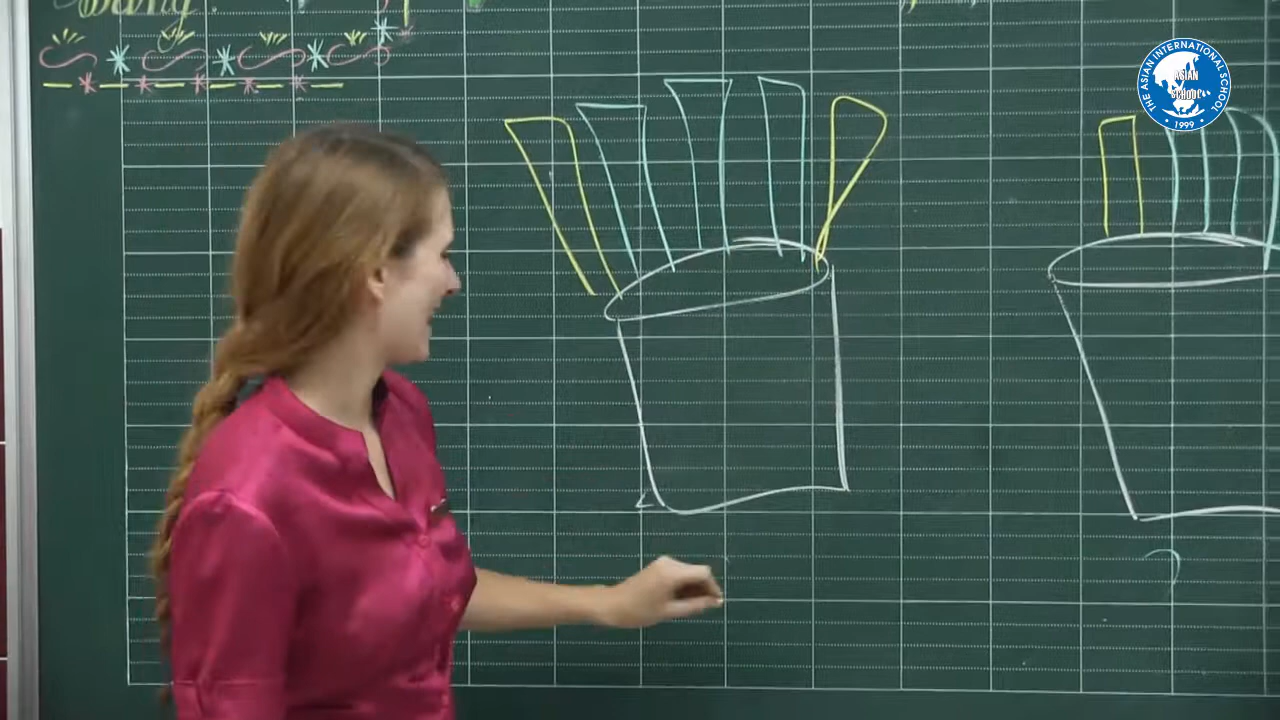 THE ASIAN INTERNATIONAL SCHOOL
ASIAN
SCHOOL
• 1999 •